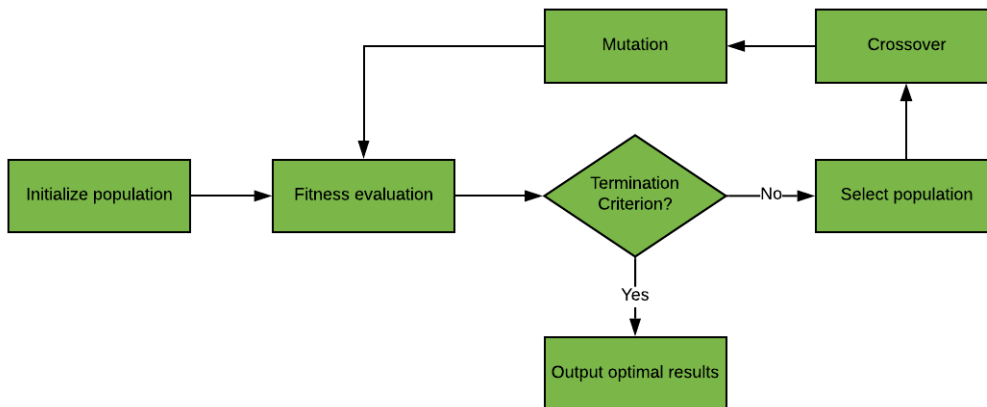 Mutation
Crossover
Initialize population
Fitness evaluation
Termination
Criterion?
No
Select population
Yes
Output optimal results